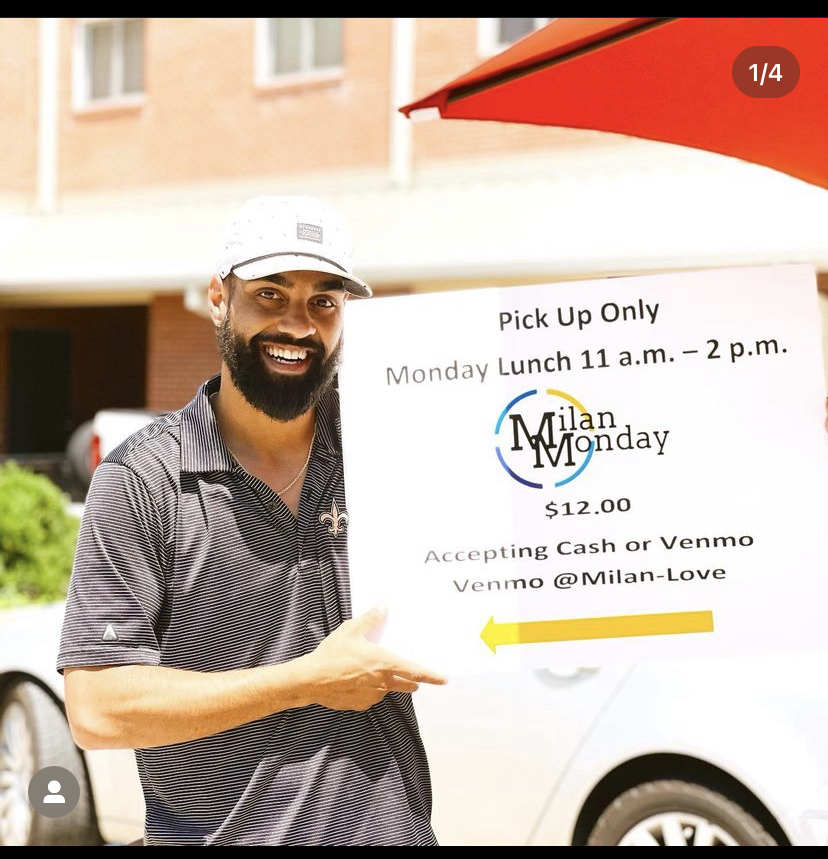 1/4
Pick Up Only
Monday Lunch 11 a.m. – 2 p.m.
Milan
Monday
$12.00
Accepting Cash or Venmo
Venmo @Milan-Love